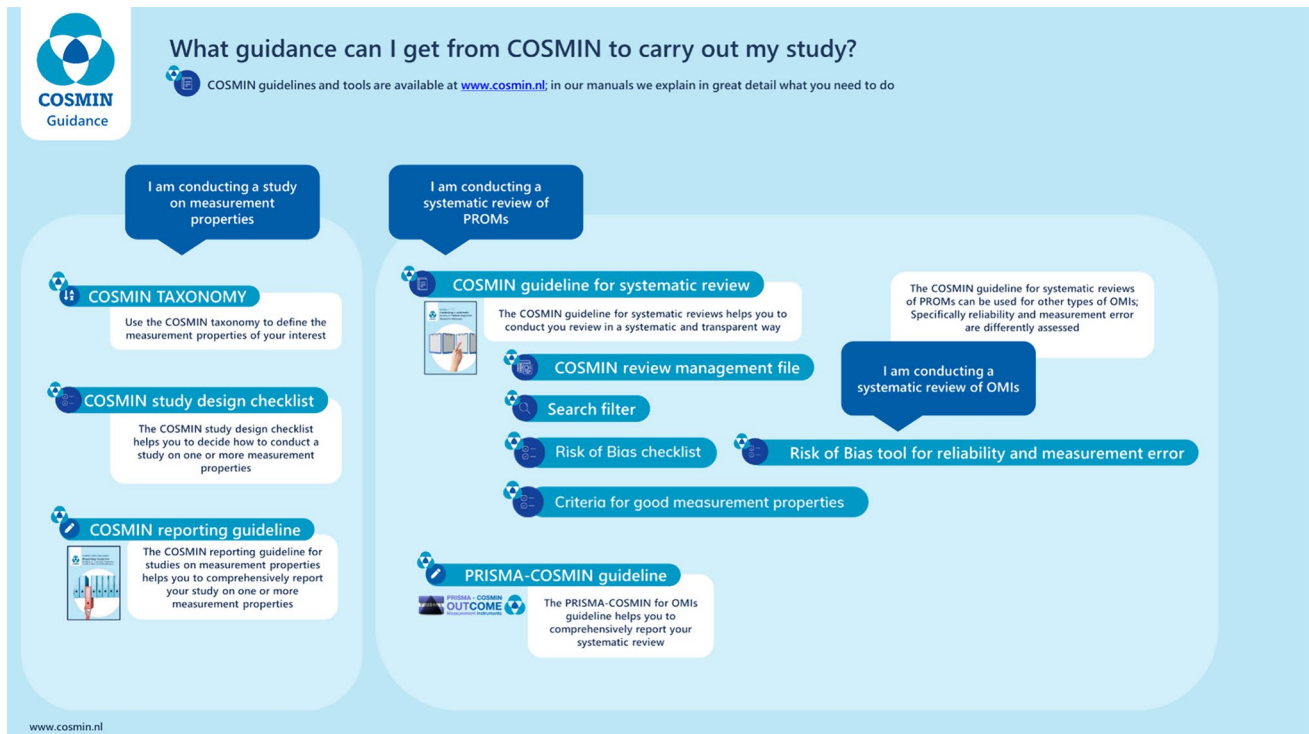 COSMIN
Guidance
What guidance can I get from COSMIN to carry out my study?
COSMIN guidelines and tools are available at www.cosmin.nl; in our manuals we explain in great detail what you need to do
I am conducting a study
on measurement
properties
COSMIN TAXONOMY
Use the COSMIN taxonomy to define the
measurement properties of your interest
COSMIN study design checklist
The COSMIN study design checklist
helps you to decide how to conduct a
study on one or more measurement
properties
COSMIN reporting guideline
The COSMIN reporting guideline for
studies on measurement properties
helps you to comprehensively report
your study on one or more
measurement properties
I am conducting a
systematic review of
PROMs
COSMIN guideline for systematic review
The COSMIN guideline for systematic reviews helps you to
conduct you review in a systematic and transparent way
COSMIN review management file
Search filter
Risk of Bias checklist
Criteria for good measurement properties
The COSMIN guideline for systematic reviews
of PROMs can be used for other types of OMIs;
Specifically reliability and measurement error
are differently assessed
I am conducting a
systematic review of OMIs
Risk of Bias tool for reliability and measurement error
PRISMA-COSMIN guideline
PRISMA - COSMIN
OUTCOME
Measurement Instruments
The PRISMA-COSMIN for OMIs
guideline helps you to
comprehensively report your
systematic review
www.cosmin.nl